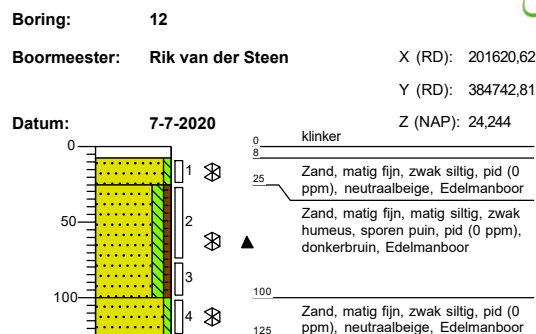 Boring: 12
Boormeester: Rik van der Steen X (RD): 201620,62
Y (RD): 384742,81
Datum: 7-7-2020 Z (NAP): 24,244
0 0 klinker
8
1 25 Zand, matig fijn, zwak siltig, pid (0
ppm), neutraalbeige, Edelmanboor
50 2 Zand, matig fijn, matig siltig, zwak
humeus, sporen puin, pid (0 ppm),
donkerbruin, Edelmanboor
3
100 100
4 Zand, matig fijn, zwak siltig, pid (0
125 ppm), neutraalbeige, Edelmanboor